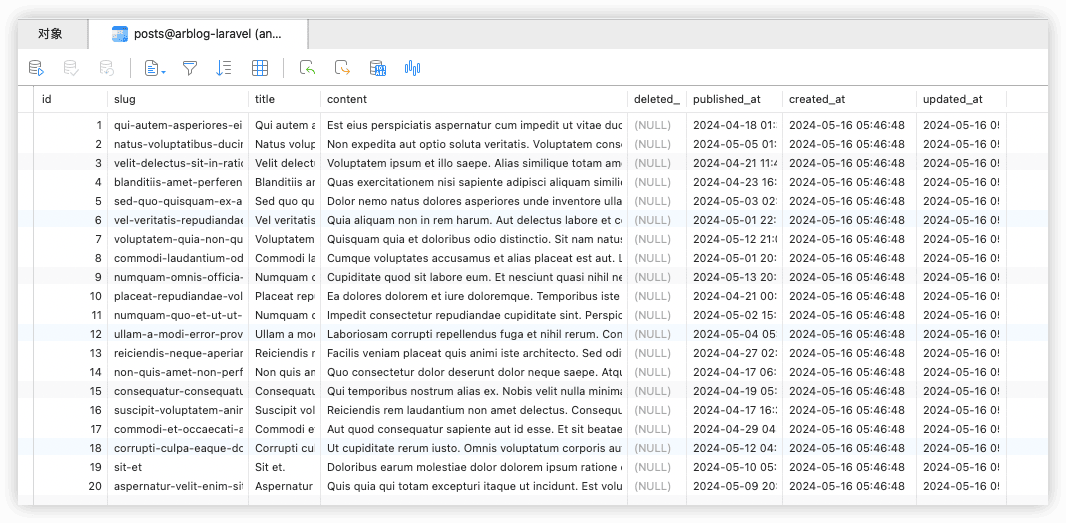 对象 posts@arblog-laravel (an...
id slug title content deleted_ published_at created_at updated_at
1 qui-autem-asperiores-ei Qui autem a Est eius perspiciatis aspernatur cum impedit ut vitae duc (NULL) 2024-04-18 01: 2024-05-16 05:46:48 2024-05-16 05
2 natus-voluptatibus-ducir Natus volup Non expedita aut optio soluta veritatis. Voluptatem cons (NULL) 2024-05-05 01: 2024-05-16 05:46:48 2024-05-16 05
3 velit-delectus-sit-in-ratic Velit delect Voluptatem ipsum et illo saepe. Alias similique totam am (NULL) 2024-04-21 11:4 2024-05-16 05:46:48 2024-05-16 05
4 blanditiis-amet-perferen Blanditiis ar Quas exercitationem nisi sapiente adipisci aliquam simili (NULL) 2024-04-23 16: 2024-05-16 05:46:48 2024-05-16 05
5 sed-quo-quisquam-ex-a Sed quo qu Dolor nemo natus dolores asperiores unde inventore ulla (NULL) 2024-05-03 02: 2024-05-16 05:46:48 2024-05-16 05
6 vel-veritatis-repudiandae Vel veritatis Quia aliquam non in rem harum. Aut delectus labore et c (NULL) 2024-05-01 22: 2024-05-16 05:46:48 2024-05-16 05
7 voluptatem-quia-non-qu Voluptatem Quisquam quia et doloribus odio distinctio. Sit nam natus (NULL) 2024-05-12 21:0 2024-05-16 05:46:48 2024-05-16 05
8 commodi-laudantium-od Commodi la Cumque voluptates accusamus et alias placeat est aut. L (NULL) 2024-05-01 20: 2024-05-16 05:46:48 2024-05-16 05
9 numquam-omnis-officia- Numquam o Cupiditate quod sit labore eum. Et nesciunt quasi nihil ne (NULL) 2024-05-13 20: 2024-05-16 05:46:48 2024-05-16 05
10 placeat-repudiandae-vol Placeat rep Ea dolores dolorem et iure doloremque. Temporibus iste (NULL) 2024-04-21 00: 2024-05-16 05:46:48 2024-05-16 05
11 numquam-quo-et-ut-ut- Numquam q Impedit consectetur repudiandae cupiditate sint. Perspic (NULL) 2024-05-02 15: 2024-05-16 05:46:48 2024-05-16 05
12 ullam-a-modi-error-prov Ullam a mo Laboriosam corrupti repellendus fuga et nihil rerum. Con (NULL) 2024-05-04 05 2024-05-16 05:46:48 2024-05-16 05
13 reiciendis-neque-aperiar Reiciendis r Facilis veniam placeat quis animi iste architecto. Sed odi (NULL) 2024-04-27 02: 2024-05-16 05:46:48 2024-05-16 05
14 non-quis-amet-non-perf Non quis an Quo consectetur dolor deserunt dolor neque saepe. Atqu (NULL) 2024-04-17 06: 2024-05-16 05:46:48 2024-05-16 05
15 consequatur-consequatu Consequatu Qui temporibus nostrum alias ex. Nobis velit nulla minima (NULL) 2024-04-19 05: 2024-05-16 05:46:48 2024-05-16 05
16 suscipit-voluptatem-anir Suscipit vol Reiciendis rem laudantium non amet delectus. Consequu (NULL) 2024-04-17 16: 2024-05-16 05:46:48 2024-05-16 05
17 commodi-et-occaecati-a Commodi e Aut quod consequatur sapiente aut id esse. Et sit beatae (NULL) 2024-04-29 04 2024-05-16 05:46:48 2024-05-16 05
18 corrupti-culpa-eaque-do Corrupti cu Ut cupiditate rerum iusto. Omnis voluptatum corporis aut (NULL) 2024-05-12 04: 2024-05-16 05:46:48 2024-05-16 05
19 sit-et Sit et. Doloribus earum molestiae dolor dolorem ipsum ratione (NULL) 2024-05-10 05: 2024-05-16 05:46:48 2024-05-16 05
20 aspernatur-velit-enim-sit Aspernatur Quis quia qui totam excepturi itaque ut incidunt. Est volu (NULL) 2024-05-09 20: 2024-05-16 05:46:48 2024-05-16 05